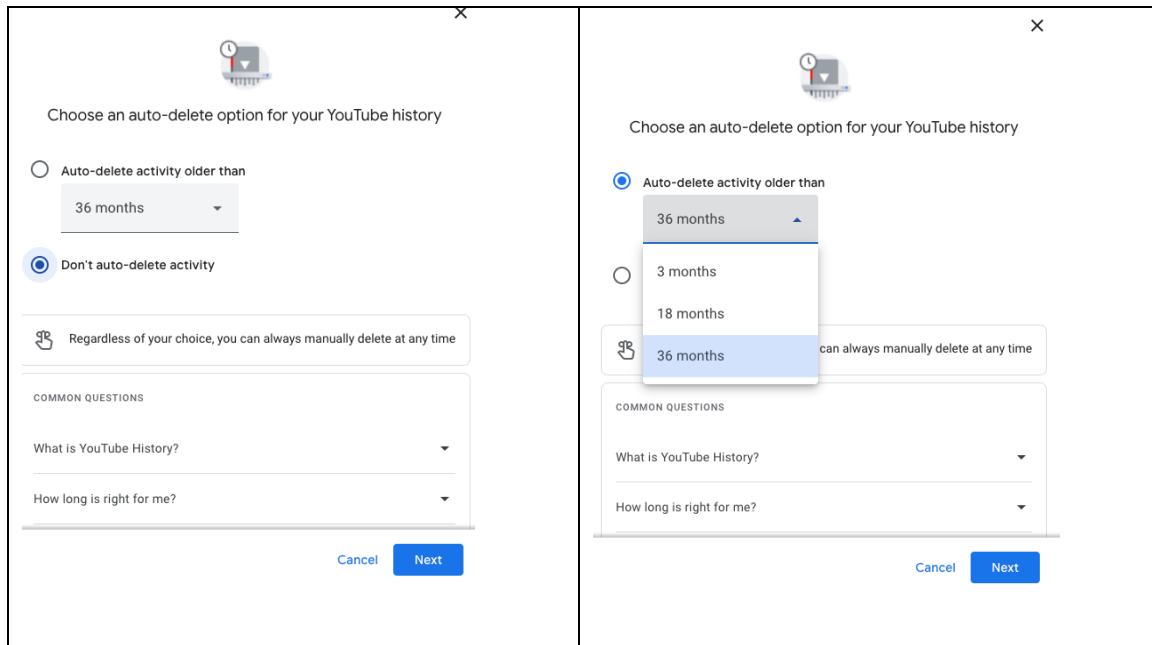 Choose an auto-delete option for your YouTube history
Auto-delete activity older than
36 months
Don't auto-delete activity
Regardless of your choice, you can always manually delete at any time
COMMON QUESTIONS
What is YouTube History?
How long is right for me?
Cancel
Next
Choose an auto-delete option for your YouTube history
Auto-delete activity older than
36 months
3 months
18 months
36 months
can always manually delete at any time
COMMON QUESTIONS
What is YouTube History?
How long is right for me?
Cancel
Next